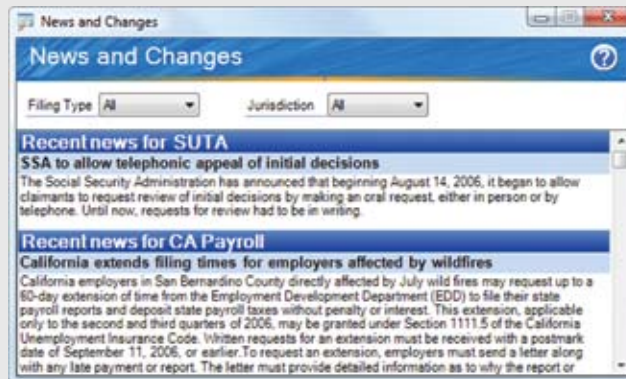 News and Changes
News and Changes
?
Filing Type All Jurisdiction All
Recent news for SUTA
SSA to allow telephonic appeal of initial decisions
The Social Security Administration has announced that beginning August 14, 2006, it began to allow
claimants to request review of initial decisions by making an oral request, either in person or by
telephone. Until now, requests for review had to be in writing.
Recent news for CA Payroll
California extends filing times for employers affected by wildfires
California employers in San Bernardino County directly affected by July wild fires may request up to a
60-day extension of time from the Employment Development Department (EDD) to file their state
payroll reports and deposit state payroll taxes without penalty or interest. This extension, applicable
only to the second and third quarters of 2006, may be granted under Section 1111.5 of the California
Unemployment Insurance Code. Written requests for an extension must be received with a postmark
date of September 11, 2006, or earlier.To request an extension, employers must send a letter along
with any late payment or report. The letter must provide detailed information as to why the report or